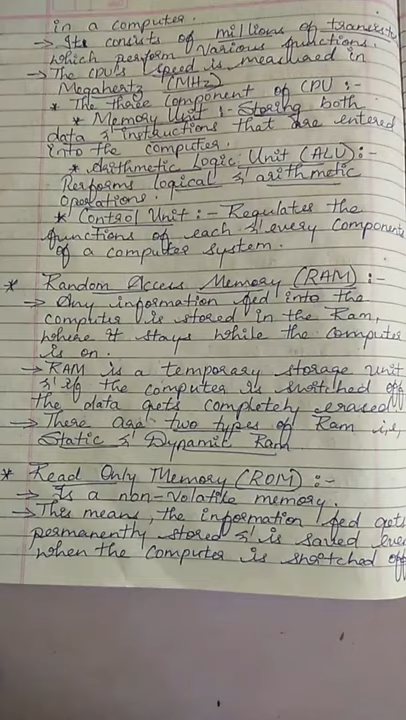 in a computer.
→ It consists of millions of transist
which perform various functions.
→ The CPU's speed is measured in
Megahertz (MHz)
* The three component of CPU :-
* Memory Unit :- Storing both
data & instructions that are entered
into the computer.
* Arithmetic Logic Unit (ALU) :-
Performs logical & arithmetic
operations.
* Control Unit :- Regulates the
functions of each & every component
of a computer system.
* Random Access Memory (RAM) :-
→ Any information fed into the
computer is stored in the Ram,
where it stays while the computer
is on.
→ RAM is a temporary storage unit
& if the computer is switched off
the data gets completely erased
→ There are two types of Ram i.e,
Static & Dynamic Ram
* Read Only Memory (ROM) :-
→ Is a non-volatile memory.
→ This means, the information fed gets
permanently stored & is saved even
when the computer is switched off